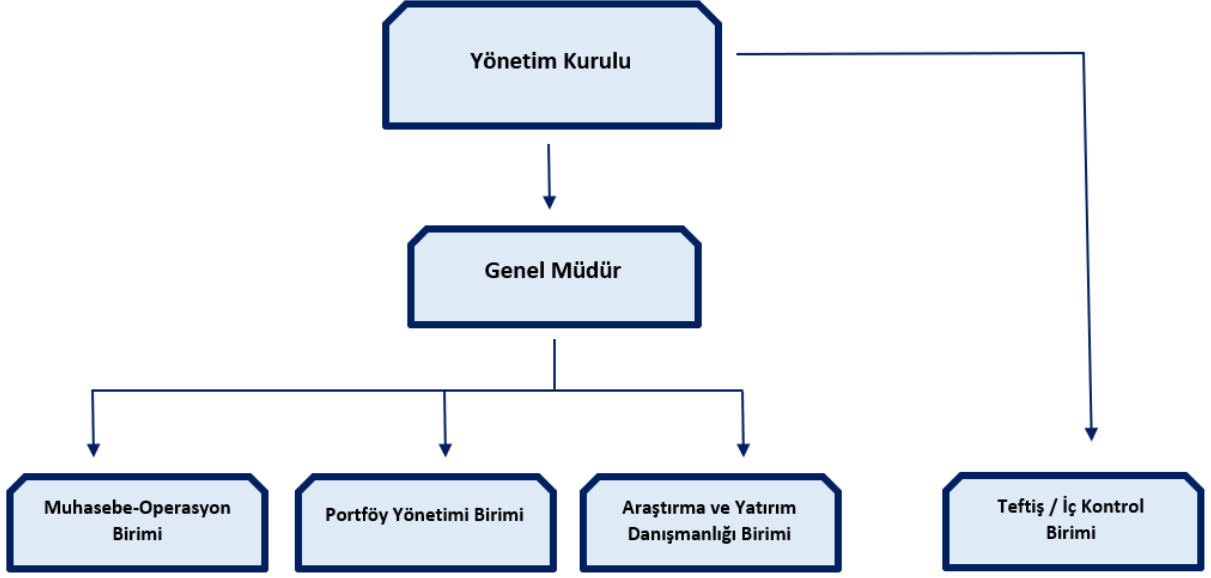 Yönetim Kurulu
Genel Müdür
Muhasebe-Operasyon
Birimi
Portföy Yönetimi Birimi
Araştırma ve Yatırım
Danışmanlığı Birimi
Teftiş / İç Kontrol
Birimi